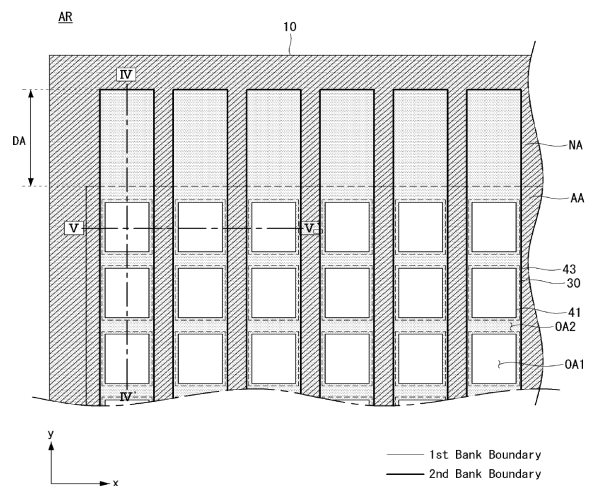 AR
10
IV
DA
NA
AA
V
V'
43
30
41
OA2
OA1
IV'
y
x
1st Bank Boundary
2nd Bank Boundary